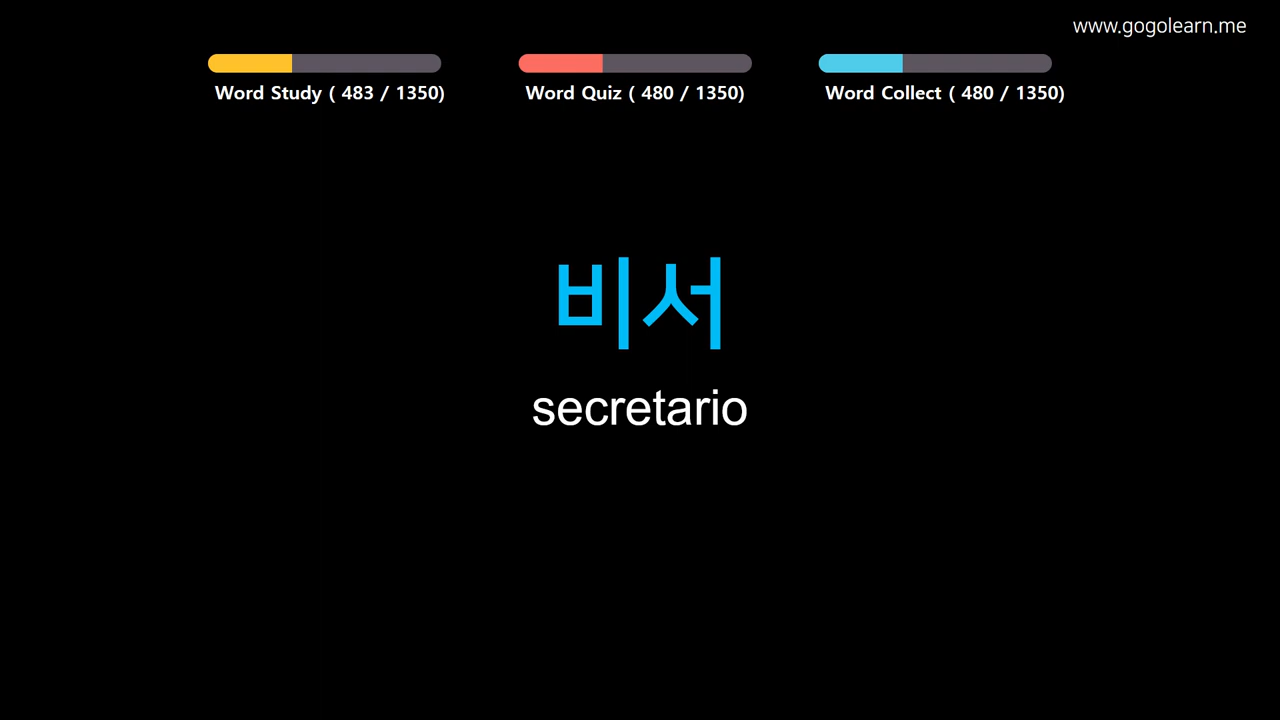 www.gogolearn.me
Word Study ( 483 / 1350)
Word Quiz ( 480 / 1350)
Word Collect ( 480 / 1350)
비서
secretario